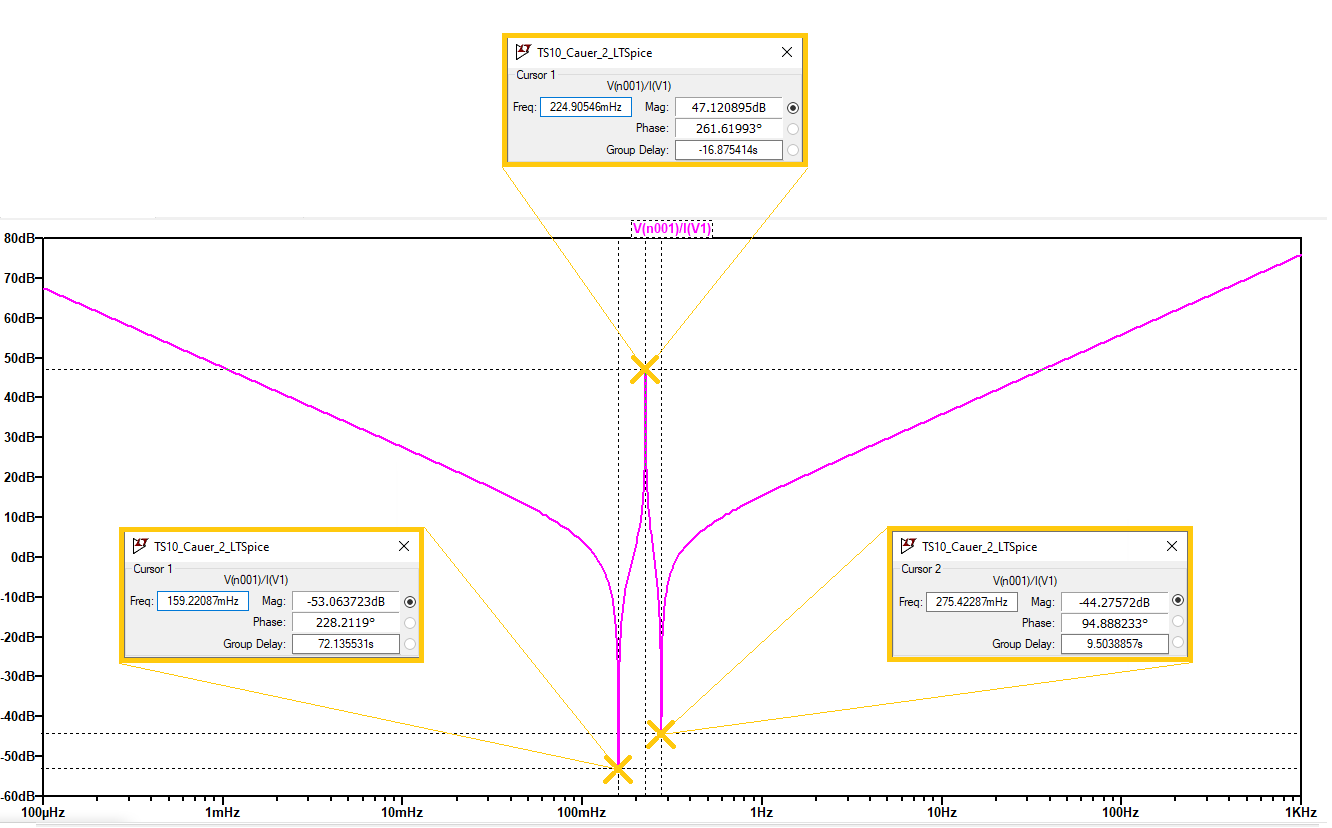 TS10_Cauer_2_LTSpice
Cursor 1
V(n001)/I(V1)
Freq: 224.90546mHz Mag: 47.120895dB
Phase: 261.61993°
Group Delay: -16.875414s
V(n001)/I(V1)
80dB
70dB
60dB
50dB
40dB
30dB
20dB
10dB
0dB
-10dB
-20dB
-30dB
-40dB
-50dB
-60dB
TS10_Cauer_2_LTSpice
Cursor 1
V(n001)/I(V1)
Freq: 159.22087mHz Mag: -53.063723dB
Phase: 228.2119°
Group Delay: 72.135531s
TS10_Cauer_2_LTSpice
Cursor 2
V(n001)/I(V1)
Freq: 275.42287mHz Mag: -44.27572dB
Phase: 94.888233°
Group Delay: 9.5038857s
100µHz 1mHz 10mHz 100mHz 1Hz 10Hz 100Hz 1KHz